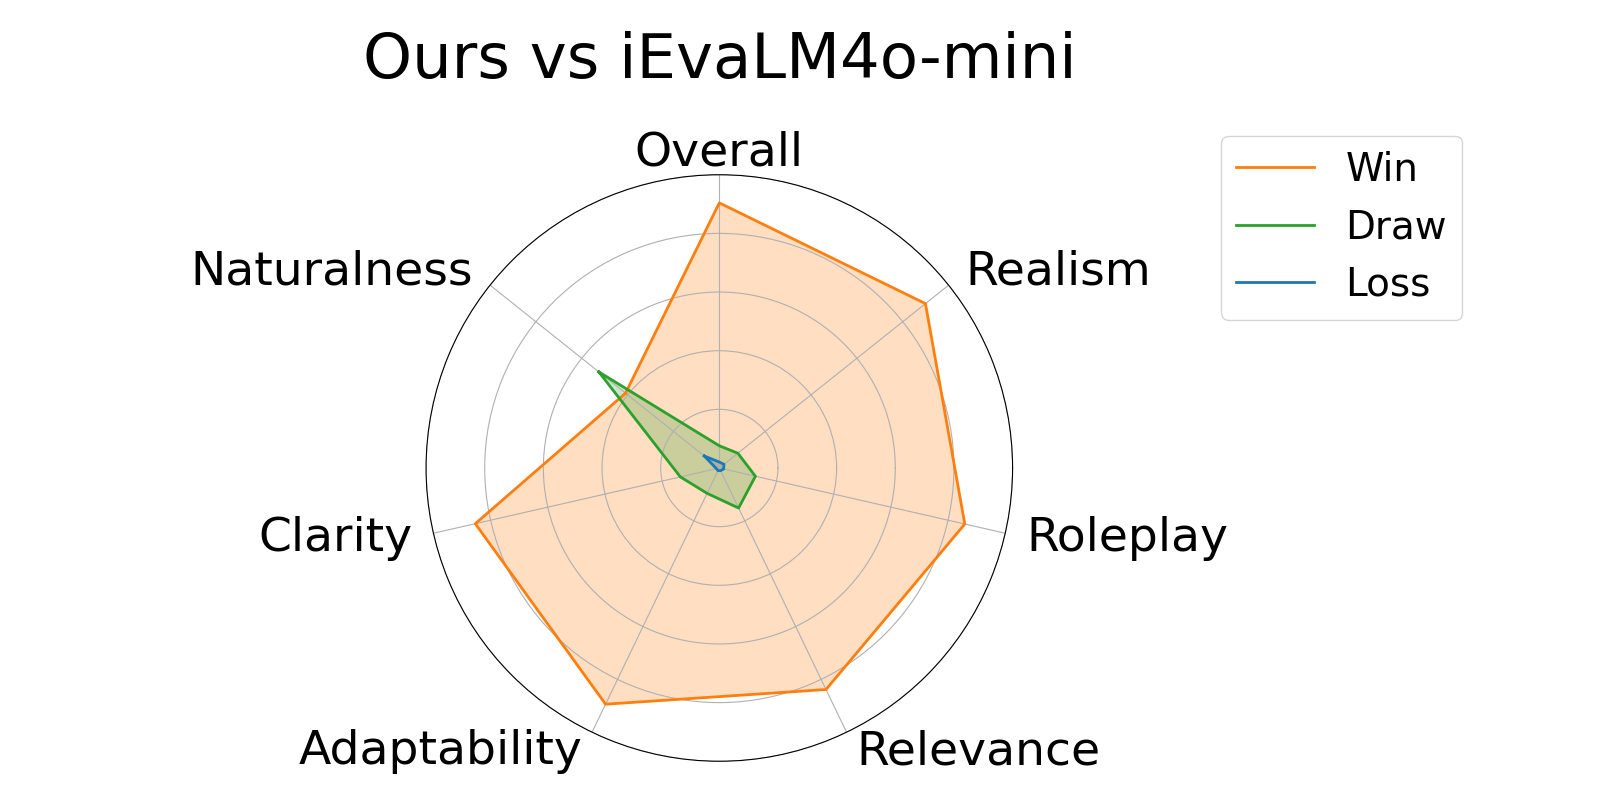 Ours vs iEvaLM4o-mini
Overall
Win
Draw
Loss
Naturalness
Realism
Clarity
Roleplay
Adaptability
Relevance